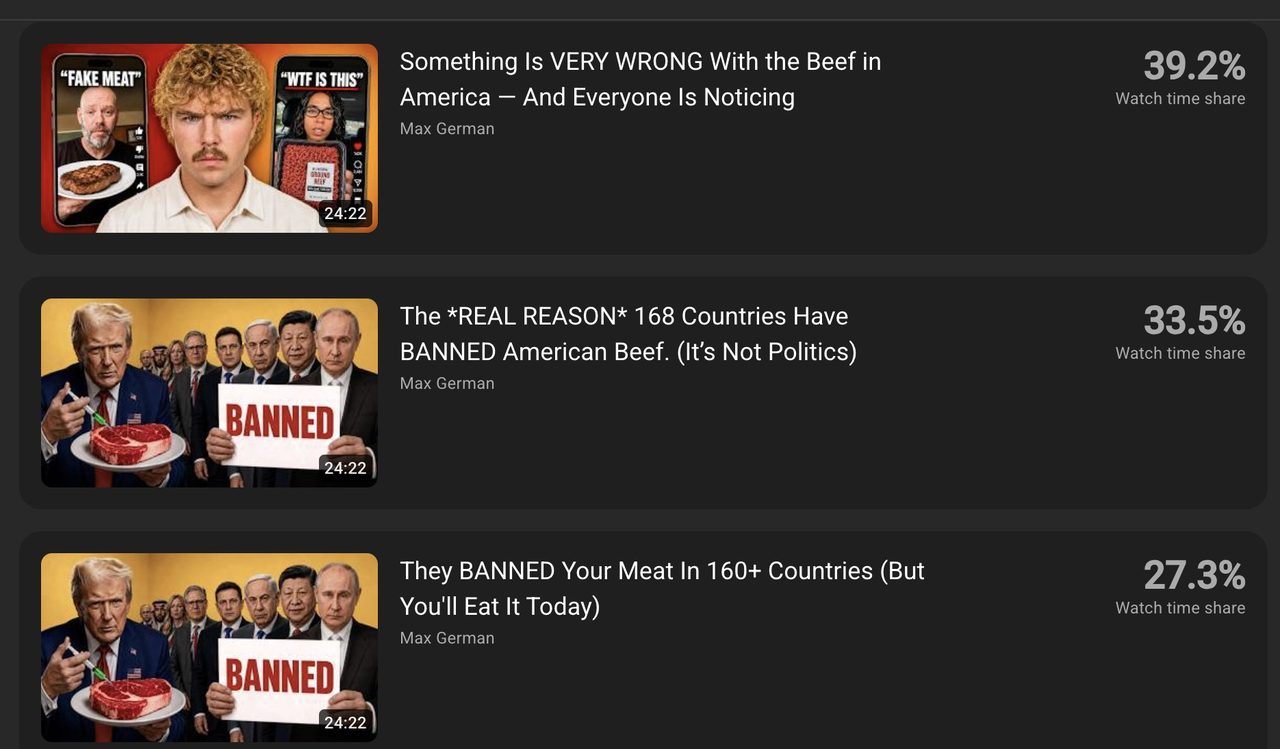 "FAKE MEAT"
"WTF IS THIS"
GROUND
BEEF
24:22
Something Is VERY WRONG With the Beef in
America — And Everyone Is Noticing
Max German
39.2%
Watch time share
BANNED
24:22
The *REAL REASON* 168 Countries Have
BANNED American Beef. (It’s Not Politics)
Max German
33.5%
Watch time share
BANNED
24:22
They BANNED Your Meat In 160+ Countries (But
You'll Eat It Today)
Max German
27.3%
Watch time share